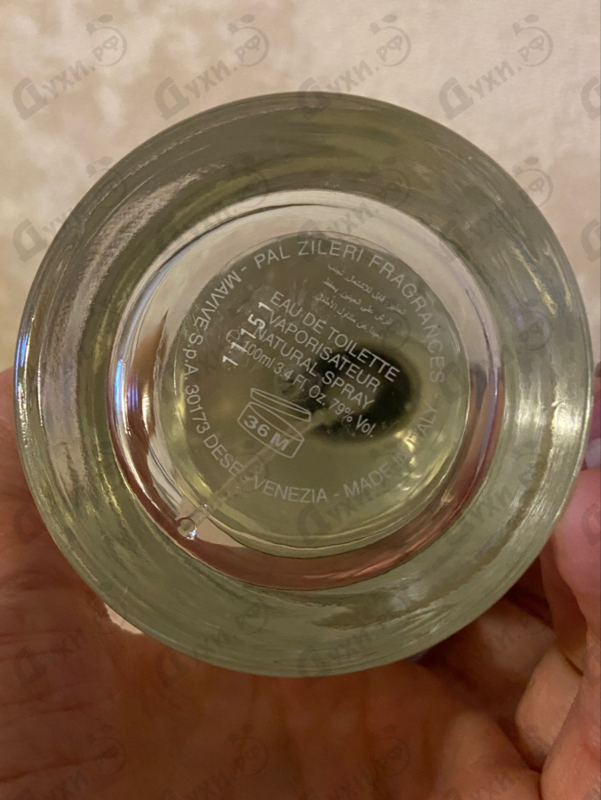 MAVIVE S.p.A. 30173 DESE - VENEZIA - MADE IN ITALY - PAL ZILERI FRAGRANCES -
11151
EAU DE TOILETTE
VAPORISATEUR
NATURAL SPRAY
100ml 3.4 Fl.Oz 79% Vol.
36 M
Духи.РФ